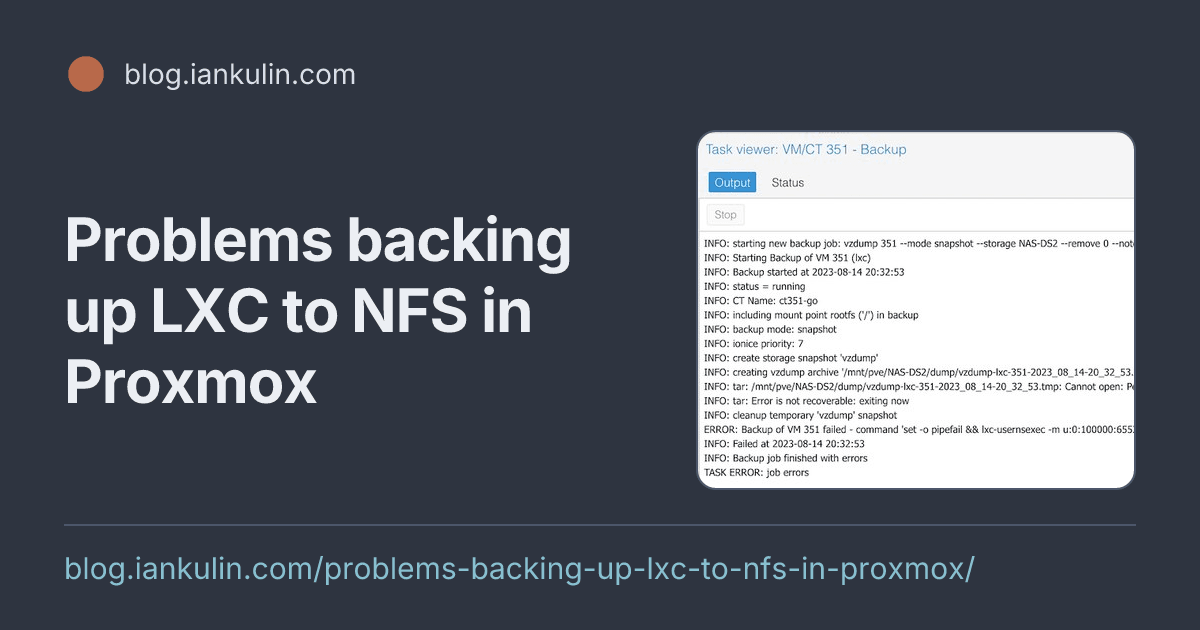 blog.iankulin.com
Problems backing
up LXC to NFS in
Proxmox
Task viewer: VM/CT 351 - Backup
Output Status
Stop
INFO: starting new backup job: vzdump 351 --mode snapshot --storage NAS-DS2 --remove 0
INFO: Starting Backup of VM 351 (lxc)
INFO: Backup started at 2023-08-14 20:32:53
INFO: status = running
INFO: CT Name: ct351-go
INFO: including mount point rootfs ('/') in backup
INFO: backup mode: snapshot
INFO: ionice priority: 7
INFO: create storage snapshot 'vzdump'
INFO: creating vzdump archive '/mnt/pve/NAS-DS2/dump/vzdump-lxc-351-2023_08_14-20_32_53.
INFO: tar: /mnt/pve/NAS-DS2/dump/vzdump-lxc-351-2023_08_14-20_32_53.tmp: Cannot open:
INFO: tar: Error is not recoverable: exiting now
INFO: cleanup temporary 'vzdump' snapshot
ERROR: Backup of VM 351 failed - command 'set -o pipefail && lxc-usernsexec -m u:0:100000:655
INFO: Failed at 2023-08-14 20:32:53
INFO: Backup job finished with errors
TASK ERROR: job errors
blog.iankulin.com/problems-backing-up-lxc-to-nfs-in-proxmox/